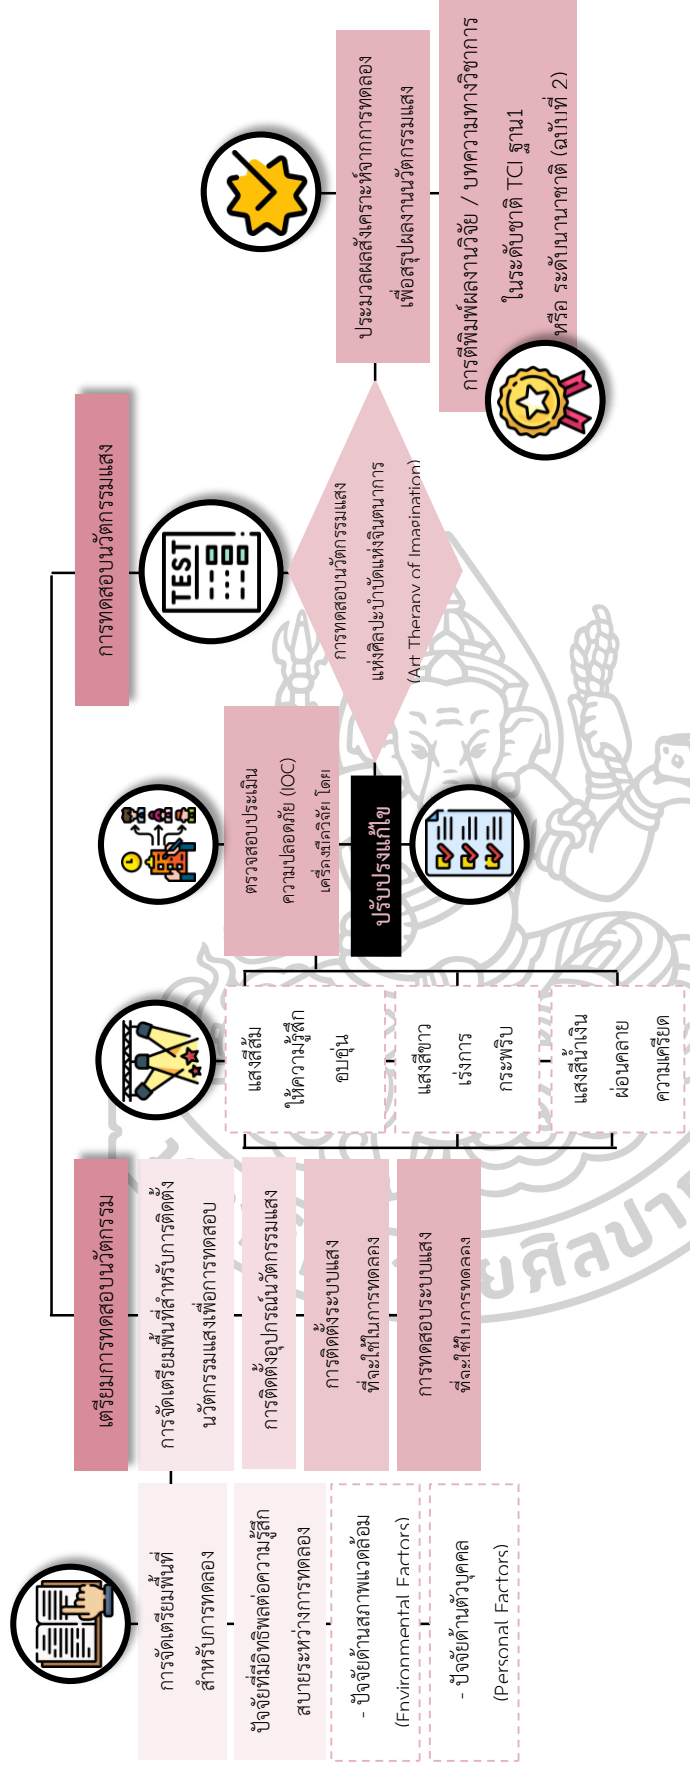 การจัดเตรียมพื้นที่
สำหรับการทดลอง
ปัจจัยที่มีอิทธิพลต่อความรู้สึก
สบายระหว่างการทดลอง
- ปัจจัยด้านสภาพแวดล้อม
(Environmental Factors)
- ปัจจัยด้านตัวบุคคล
(Personal Factors)
เตรียมการทดสอบนวัตกรรม
การจัดเตรียมพื้นที่สำหรับการติดตั้ง
นวัตกรรมแสงเพื่อการทดสอบ
การติดตั้งอุปกรณ์นวัตกรรมแสง
การติดตั้งระบบแสง
ที่จะใช้ในการทดลอง
การทดสอบระบบแสง
ที่จะใช้ในการทดลอง
แสงสีส้ม
ให้ความรู้สึก
อบอุ่น
แสงสีขาว
เร่งการ
กระพริบ
แสงสีน้ำเงิน
ผ่อนคลาย
ความเครียด
ตรวจสอบประเมิน
ความปลอดภัย (IOC)
เครื่องมือวิจัย โดย
ปรับปรุงแก้ไข
การทดสอบนวัตกรรมแสง
TEST
การทดสอบนวัตกรรมแสง
แห่งศิลปะบำบัดแห่งจินตนาการ
(Art Therapy of Imagination)
ประมวลผลสังเคราะห์จากการทดลอง
เพื่อสรุปผลงานนวัตกรรมแสง
การตีพิมพ์ผลงานวิจัย / บทความทางวิชาการ
ในระดับชาติ TCI ฐาน1
หรือ ระดับนานาชาติ (ฉบับที่ 2)